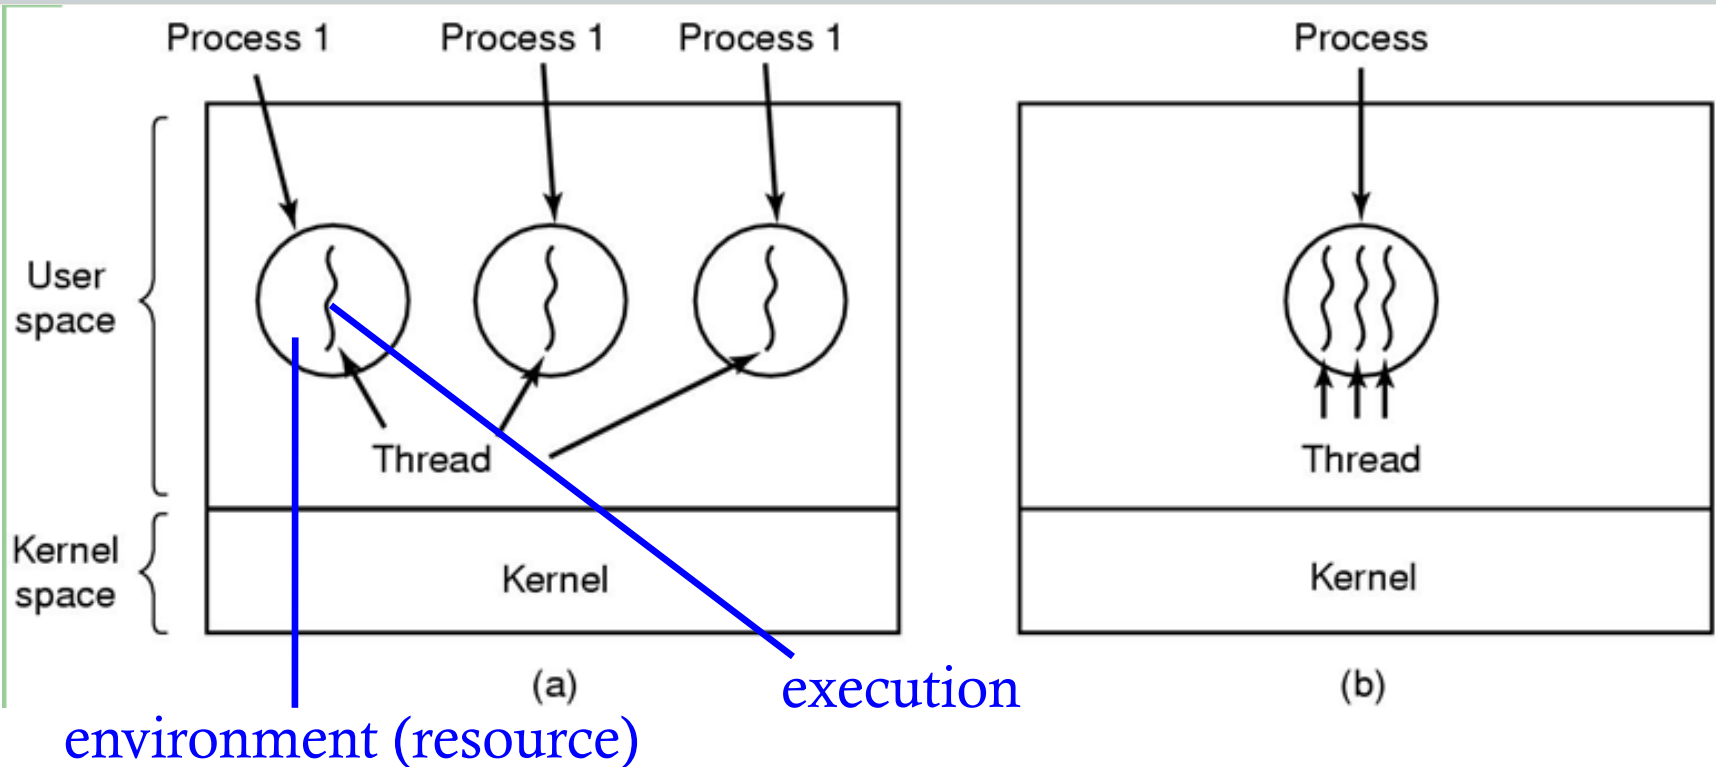 Process 1
Process 1
Process 1
Process
User
space
Thread
Thread
Kernel
space
Kernel
Kernel
(a)
execution
(b)
environment (resource)